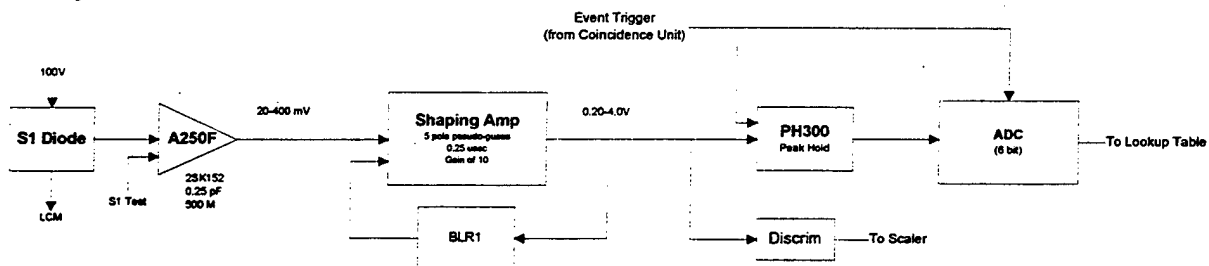 Event Trigger
(from Coincidence Unit)
100V
S1 Diode
A250F
20-400 mV
Shaping Amp
5 pole pseudo-guass
0.25 usec
Gain of 10
0.20-4.0V
PH300
Peak Hold
ADC
(6 bit)
To Lookup Table
LCM
S1 Test
2SK152
0.25 pF
500 M
BLR1
Discrim
To Scaler